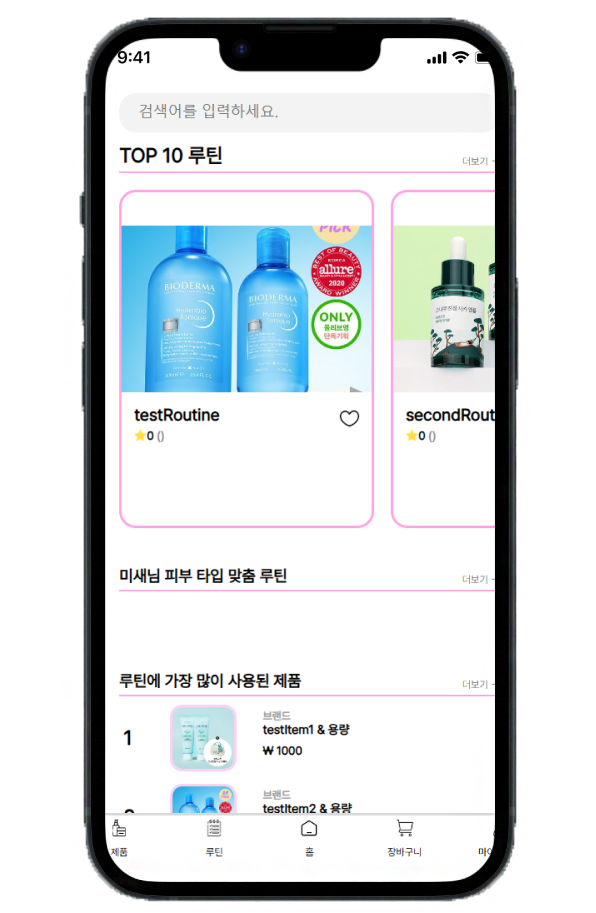 9:41
검색어를 입력하세요.
TOP 10 루틴
더보기
PICK
BEST OF BEAUTY
allure
AWARD WINNER
2020
BIODERMA
BIODERMA
Hydrabio
Tonique
ONLY
올리브영
단독기획
testRoutine
⭐0 ()
secondRout
⭐0 ()
미새님 피부 타입 맞춤 루틴
더보기
루틴에 가장 많이 사용된 제품
더보기
1
브랜드
testItem1 & 용량
₩ 1000
브랜드
testItem2 & 용량
제품
루틴
홈
장바구니
마이